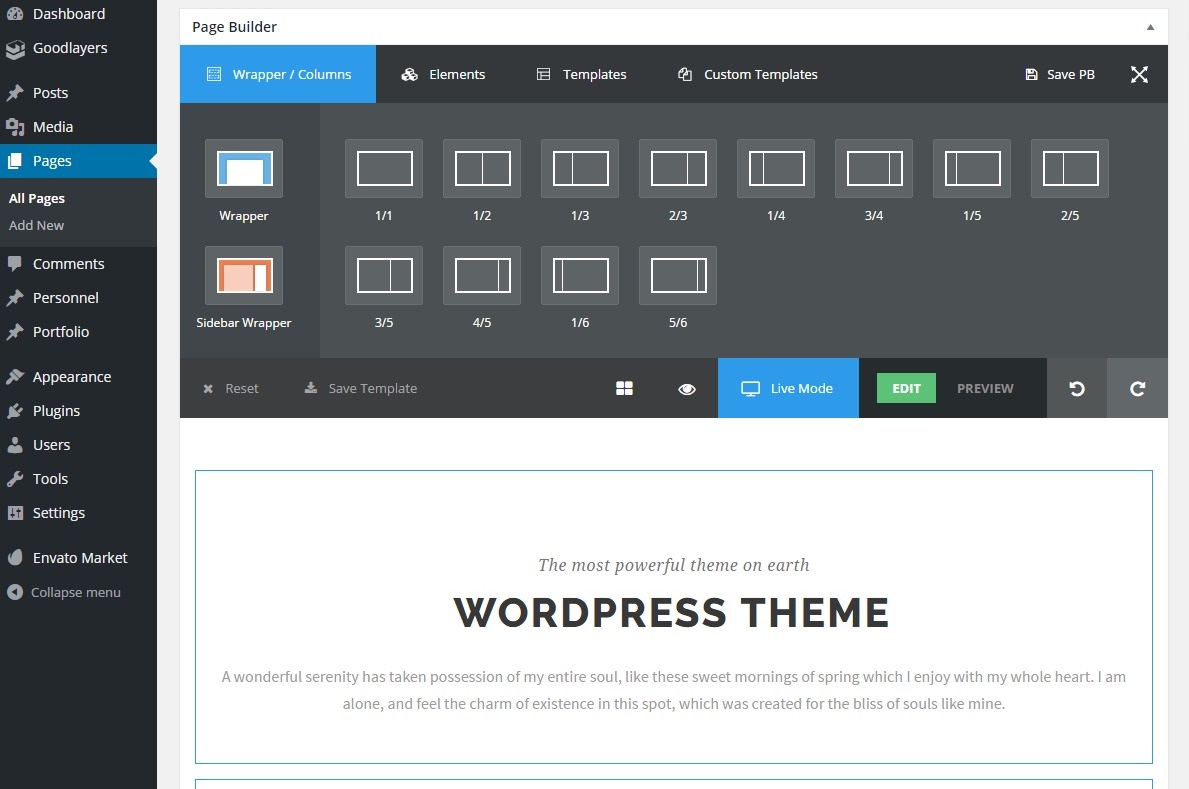 Dashboard
Goodlayers
Posts
Media
Pages
All Pages
Add New
Comments
Personnel
Portfolio
Appearance
Plugins
Users
Tools
Settings
Envato Market
Collapse menu
Page Builder
Wrapper / Columns Elements Templates Custom Templates Save PB
Wrapper 1/1 1/2 1/3 2/3 1/4 3/4 1/5 2/5
Sidebar Wrapper 3/5 4/5 1/6 5/6
Reset Save Template Live Mode EDIT PREVIEW
The most powerful theme on earth
WORDPRESS THEME
A wonderful serenity has taken possession of my entire soul, like these sweet mornings of spring which I enjoy with my whole heart. I am
alone, and feel the charm of existence in this spot, which was created for the bliss of souls like mine.